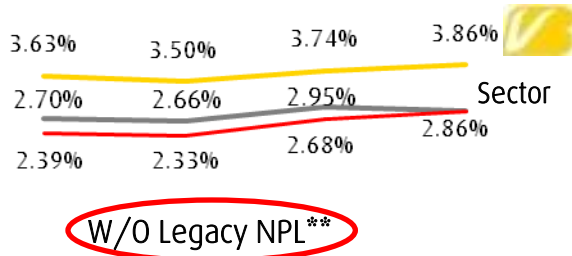 3.63% 3.50% 3.74% 3.86%
2.70% 2.66% 2.95% Sector
2.39% 2.33% 2.68% 2.86%
W/O Legacy NPL**